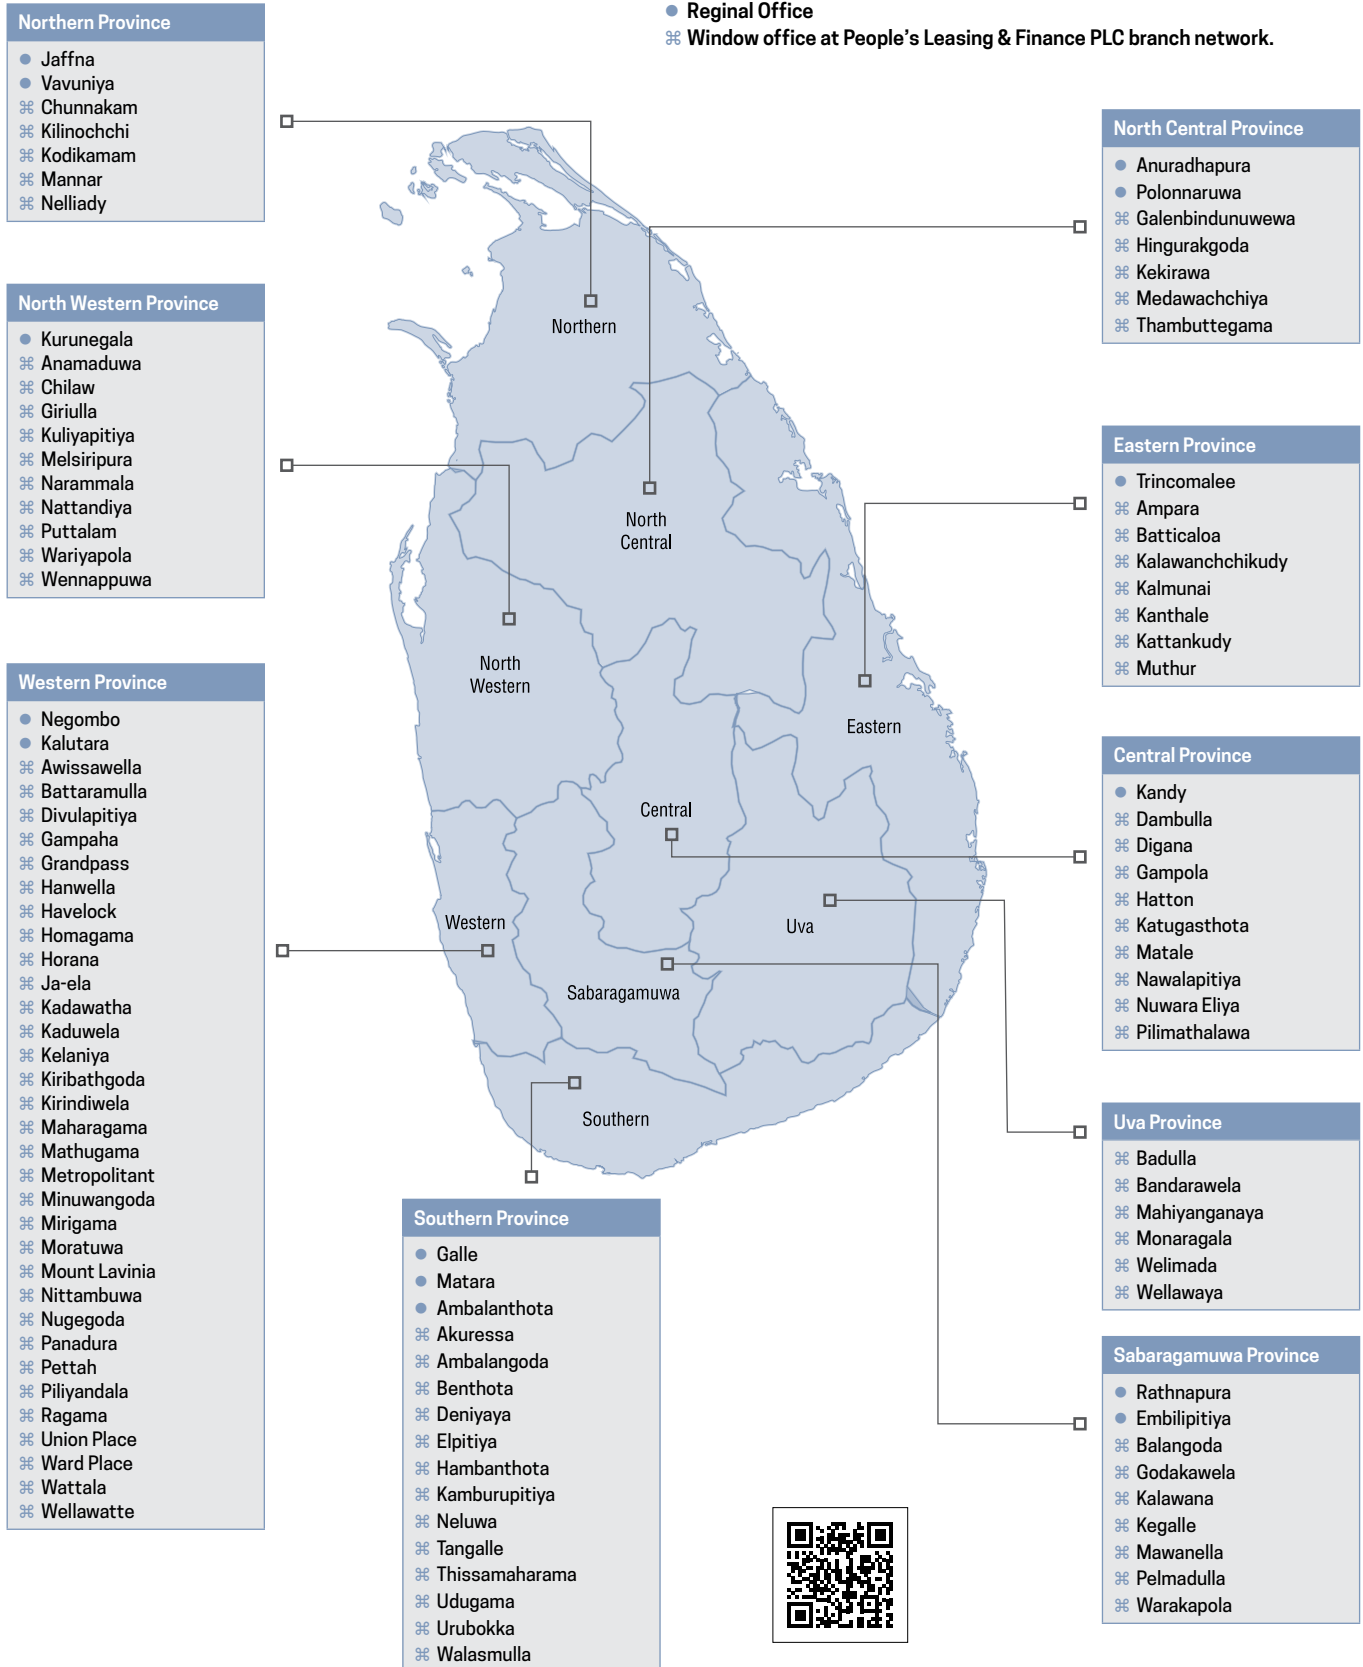 ● Reginal Office
⌘ Window office at People's Leasing & Finance PLC branch network.
Northern Province
● Jaffna
● Vavuniya
⌘ Chunnakam
⌘ Kilinochchi
⌘ Kodikamam
⌘ Mannar
⌘ Nelliady
North Western Province
● Kurunegala
⌘ Anamaduwa
⌘ Chilaw
⌘ Giriulla
⌘ Kuliyapitiya
⌘ Melsiripura
⌘ Narammala
⌘ Nattandiya
⌘ Puttalam
⌘ Wariyapola
⌘ Wennappuwa
Western Province
● Negombo
● Kalutara
⌘ Awissawella
⌘ Battaramulla
⌘ Divulapitiya
⌘ Gampaha
⌘ Grandpass
⌘ Hanwella
⌘ Havelock
⌘ Homagama
⌘ Horana
⌘ Ja-ela
⌘ Kadawatha
⌘ Kaduwela
⌘ Kelaniya
⌘ Kiribathgoda
⌘ Kirindiwela
⌘ Maharagama
⌘ Mathugama
⌘ Metropolitant
⌘ Minuwangoda
⌘ Mirigama
⌘ Moratuwa
⌘ Mount Lavinia
⌘ Nittambuwa
⌘ Nugegoda
⌘ Panadura
⌘ Pettah
⌘ Piliyandala
⌘ Ragama
⌘ Union Place
⌘ Ward Place
⌘ Wattala
⌘ Wellawatte
Northern
North
Central
North
Western
Eastern
Central
Western
Uva
Sabaragamuwa
Southern
Southern Province
● Galle
● Matara
● Ambalanthota
⌘ Akuressa
⌘ Ambalangoda
⌘ Benthota
⌘ Deniyaya
⌘ Elpitiya
⌘ Hambanthota
⌘ Kamburupitiya
⌘ Neluwa
⌘ Tangalle
⌘ Thissamaharama
⌘ Udugama
⌘ Urubokka
⌘ Walasmulla
North Central Province
● Anuradhapura
● Polonnaruwa
⌘ Galenbindunuwewa
⌘ Hingurakgoda
⌘ Kekirawa
⌘ Medawachchiya
⌘ Thambuttegama
Eastern Province
● Trincomalee
⌘ Ampara
⌘ Batticaloa
⌘ Kalawanchchikudy
⌘ Kalmunai
⌘ Kanthale
⌘ Kattankudy
⌘ Muthur
Central Province
● Kandy
⌘ Dambulla
⌘ Digana
⌘ Gampola
⌘ Hatton
⌘ Katugasthota
⌘ Matale
⌘ Nawalapitiya
⌘ Nuwara Eliya
⌘ Pilimathalawa
Uva Province
⌘ Badulla
⌘ Bandarawela
⌘ Mahiyanganaya
⌘ Monaragala
⌘ Welimada
⌘ Wellawaya
Sabaragamuwa Province
● Rathnapura
● Embilipitiya
⌘ Balangoda
⌘ Godakawela
⌘ Kalawana
⌘ Kegalle
⌘ Mawanella
⌘ Pelmadulla
⌘ Warakapola